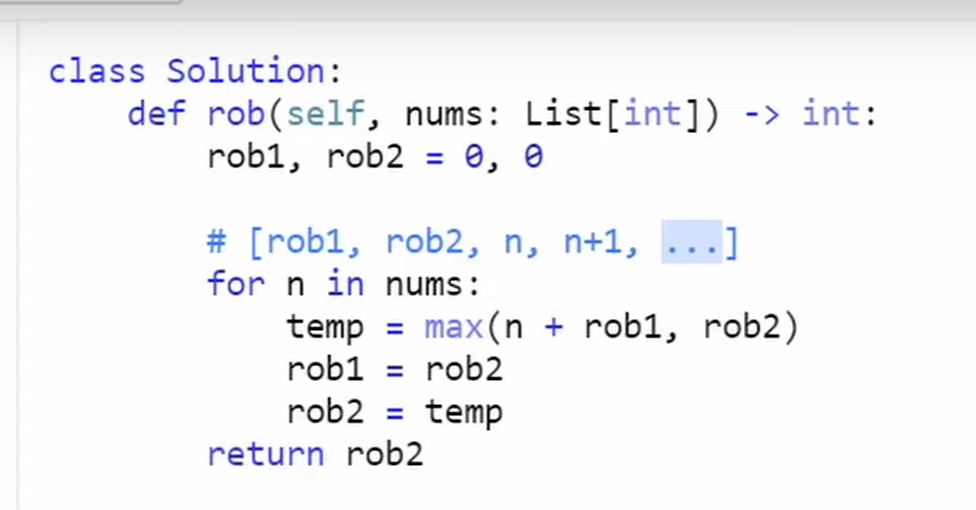 class Solution:
    def rob(self, nums: List[int]) -> int:
        rob1, rob2 = 0, 0
        # [rob1, rob2, n, n+1, ...]
        for n in nums:
            temp = max(n + rob1, rob2)
            rob1 = rob2
            rob2 = temp
        return rob2